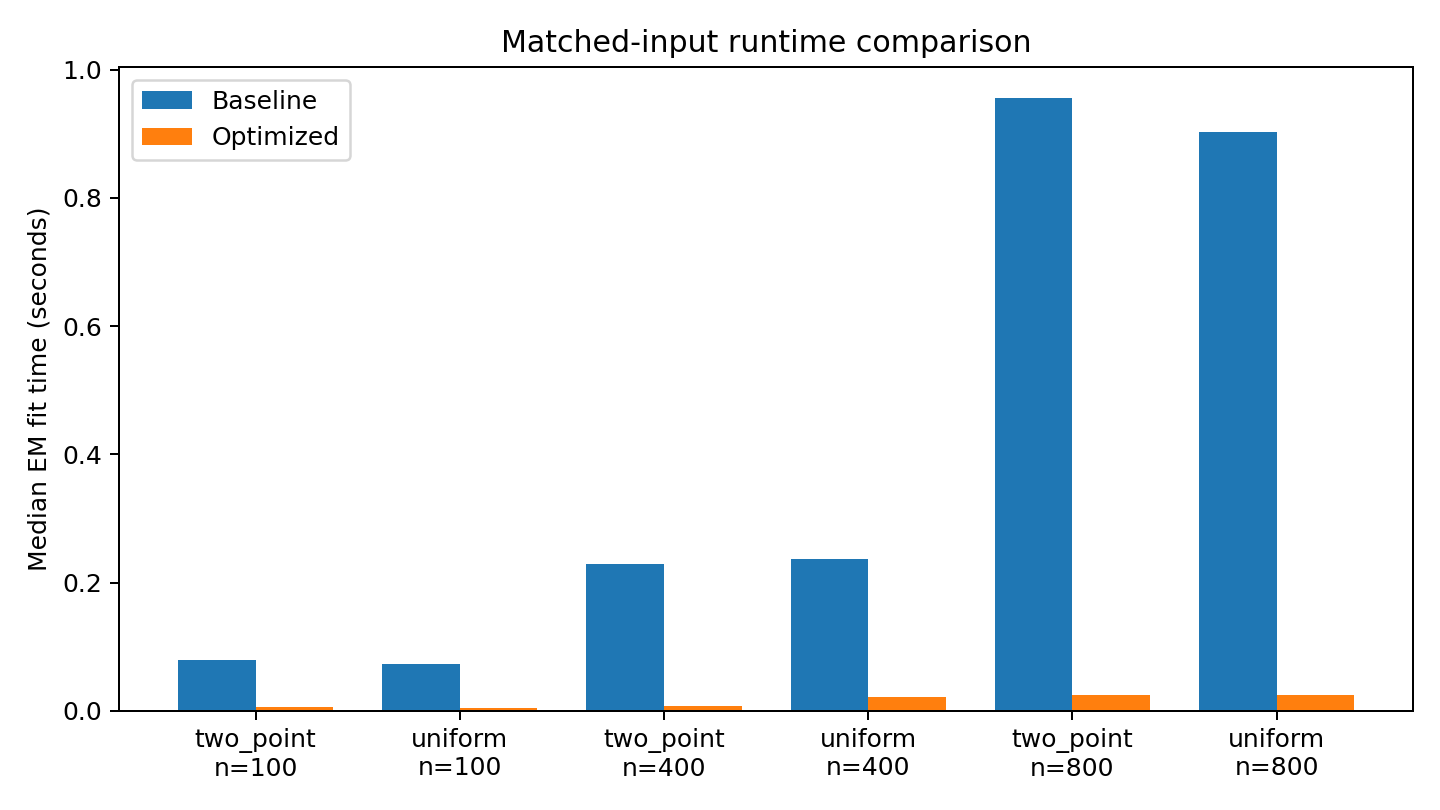 Matched-input runtime comparison
Baseline
Optimized
Median EM fit time (seconds)
1.0
0.8
0.6
0.4
0.2
0.0
two_point
n=100
uniform
n=100
two_point
n=400
uniform
n=400
two_point
n=800
uniform
n=800